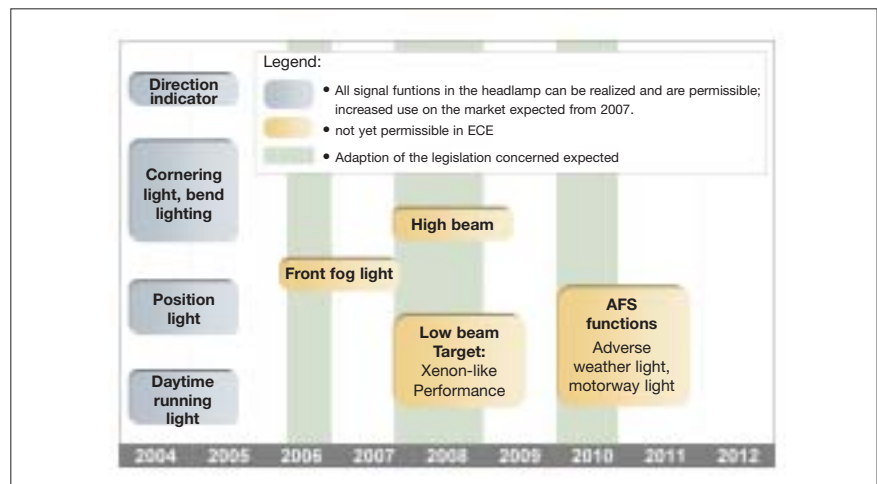 Legend:
• All signal funtions in the headlamp can be realized and are permissible;
increased use on the market expected from 2007.
• not yet permissible in ECE
• Adaption of the legislation concerned expected
Direction
indicator
Cornering
light, bend
lighting
High beam
Front fog light
Position
light
Low beam
Target:
Xenon-like
Performance
AFS
functions
Adverse
weather light,
motorway light
Daytime
running
light
2004 2005 2006 2007 2008 2009 2010 2011 2012